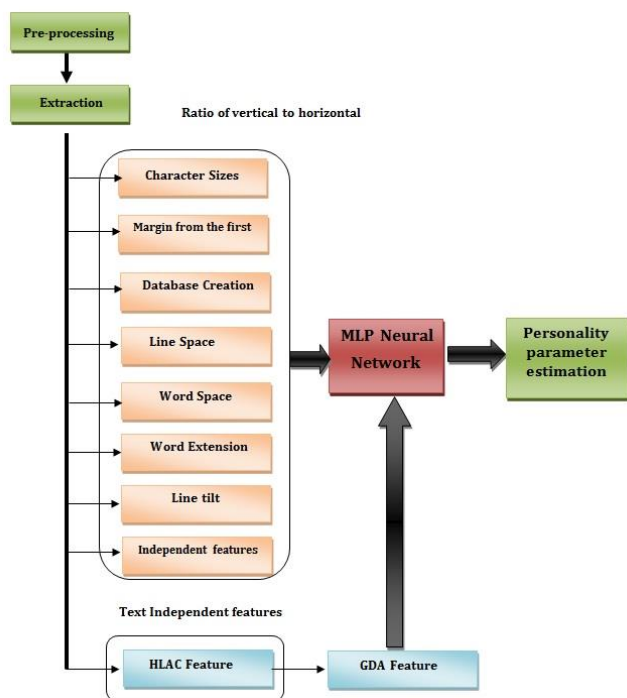 Pre-processing
Extraction
Ratio of vertical to horizontal
Character Sizes
Margin from the first
Database Creation
Line Space
Word Space
Word Extension
Line tilt
Independent features
MLP Neural
Network
Personality
parameter
estimation
Text Independent features
HLAC Feature
GDA Feature